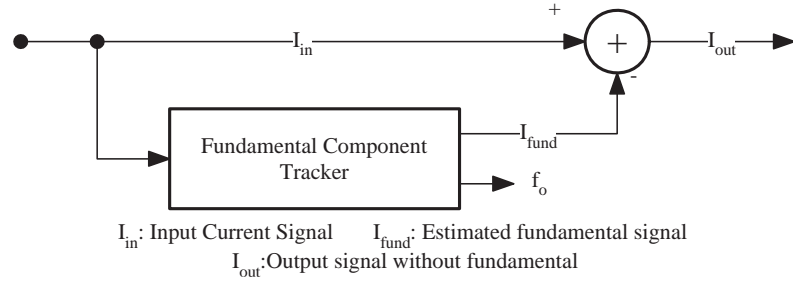 +
I_in
+
I_out
-
Fundamental Component
Tracker
I_fund
f_o
I_in: Input Current Signal I_fund: Estimated fundamental signal
I_out:Output signal without fundamental